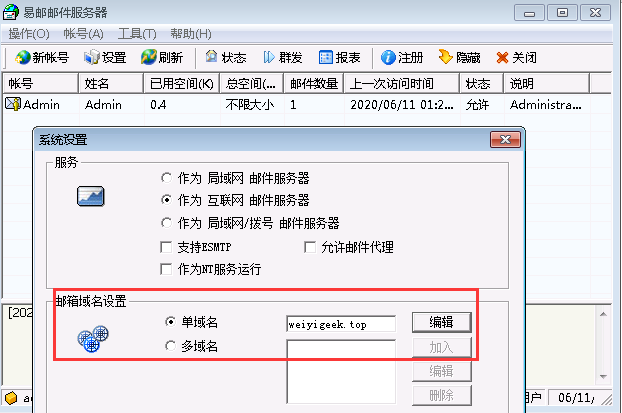 易邮邮件服务器
操作(O) 帐号(A) 工具(T) 帮助(H)
新帐号 设置 刷新 状态 群发 报表 注册 隐藏 关闭
帐号 姓名 已用空间(K) 总空间(... 邮件数量 上一次访问时间 状态 说明
Admin Admin 0.4 不限大小 1 2020/06/11 01:2... 允许 Administra...
系统设置
服务
作为 局域网 邮件服务器
作为 互联网 邮件服务器
作为 局域网/拨号 邮件服务器
支持ESMTP 允许邮件代理
作为NT服务运行
邮箱域名设置
[202
单域名 weiyigeek.top 编辑
多域名 加入
编辑
删除
户 06/11/